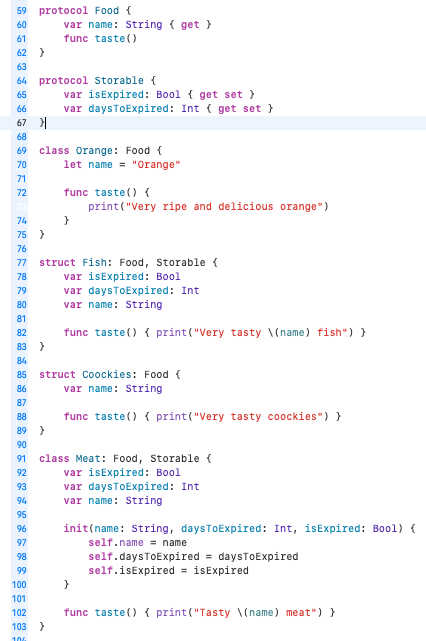 59 protocol Food {
60     var name: String { get }
61     func taste()
62 }
63
64 protocol Storable {
65     var isExpired: Bool { get set }
66     var daysToExpired: Int { get set }
67 }
68
69 class Orange: Food {
70     let name = "Orange"
71
72     func taste() {
73         print("Very ripe and delicious orange")
74     }
75 }
76
77 struct Fish: Food, Storable {
78     var isExpired: Bool
79     var daysToExpired: Int
80     var name: String
81
82     func taste() { print("Very tasty \(name) fish") }
83 }
84
85 struct Coockies: Food {
86     var name: String
87
88     func taste() { print("Very tasty coockies") }
89 }
90
91 class Meat: Food, Storable {
92     var isExpired: Bool
93     var daysToExpired: Int
94     var name: String
95
96     init(name: String, daysToExpired: Int, isExpired: Bool) {
97         self.name = name
98         self.daysToExpired = daysToExpired
99         self.isExpired = isExpired
100     }
101
102     func taste() { print("Tasty \(name) meat") }
103 }